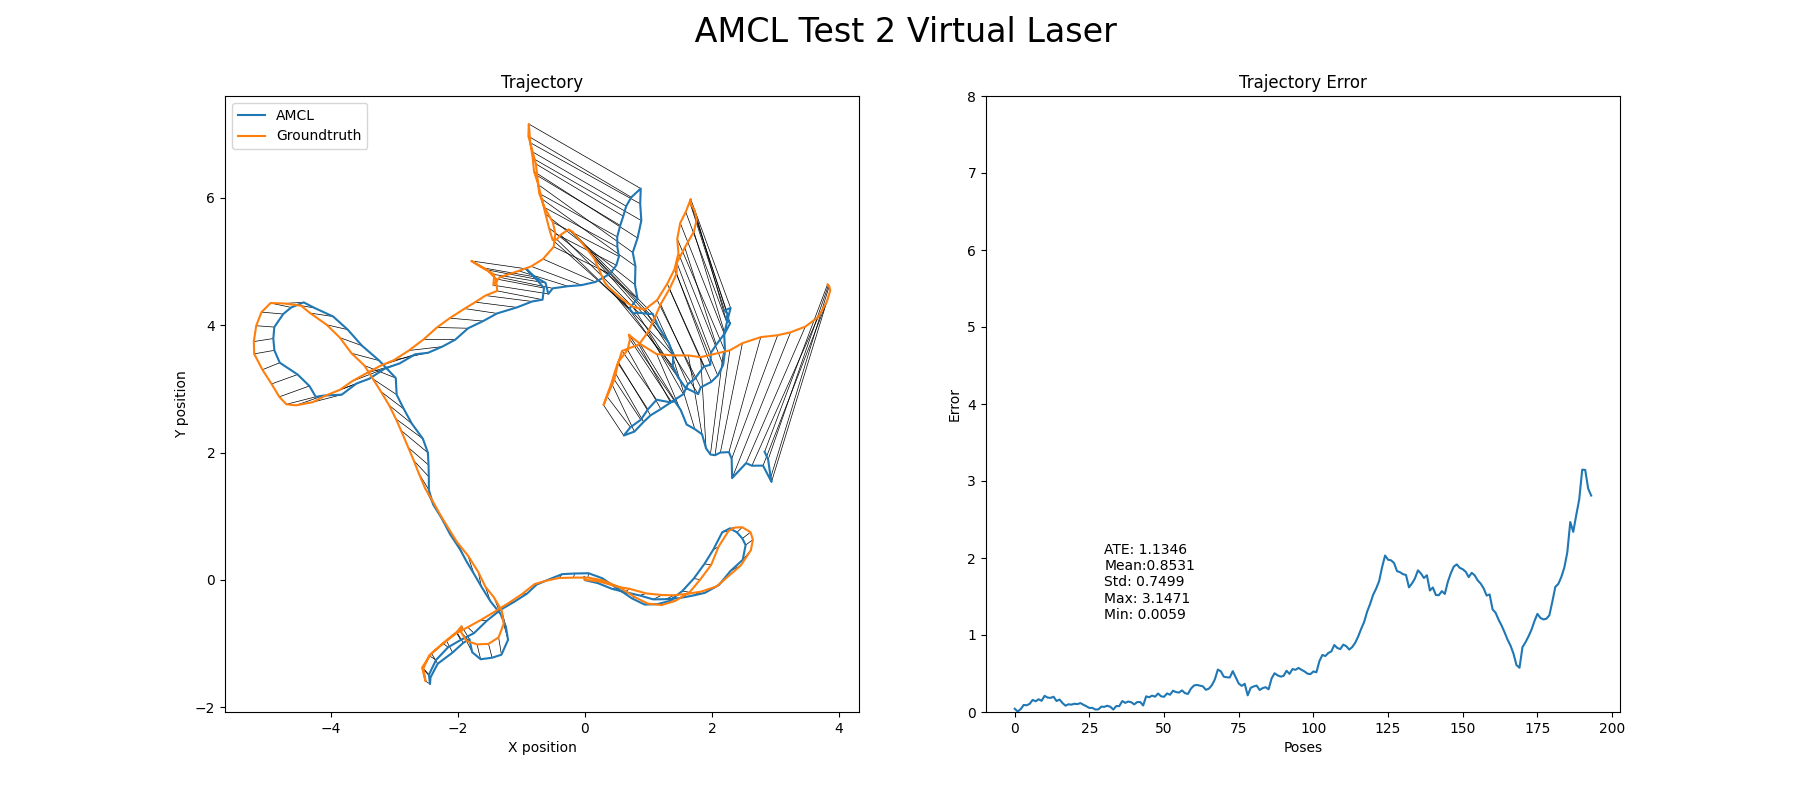 AMCL Test 2 Virtual Laser
Trajectory
AMCL
Groundtruth
6
4
2
0
−2
−4
−2
0
2
4
Y position
X position
Trajectory Error
8
7
6
5
4
3
2
1
0
ATE: 1.1346
Mean:0.8531
Std: 0.7499
Max: 3.1471
Min: 0.0059
0
25
50
75
100
125
150
175
200
Error
Poses